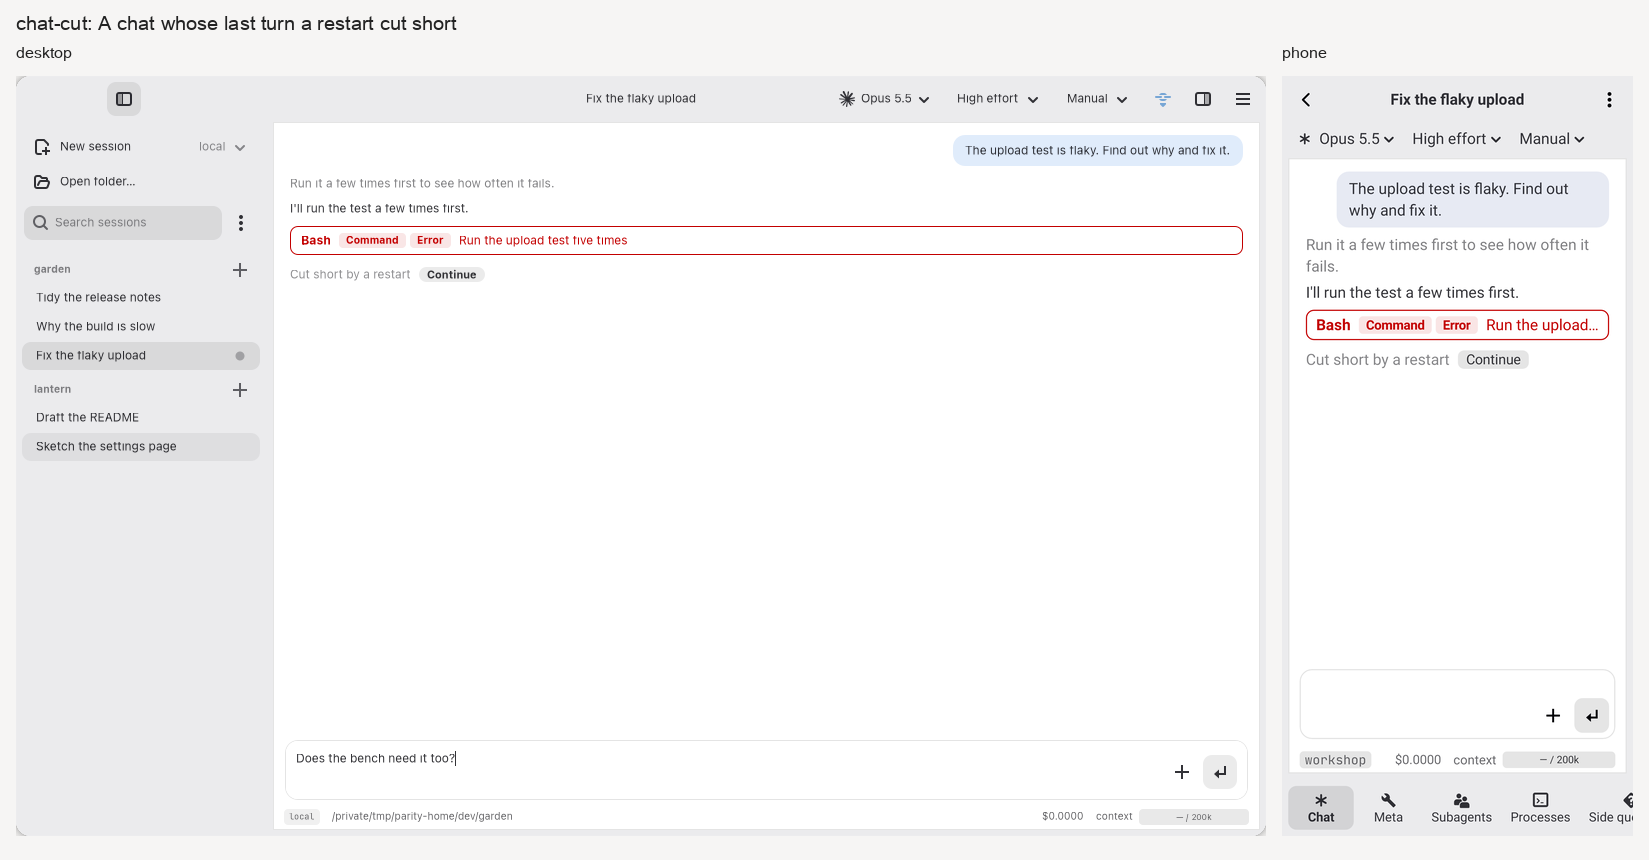 chat-cut: A chat whose last turn a restart cut short
desktop
phone
Fix the flaky upload
Opus 5.5
High effort
Manual
New session
local
Open folder...
Search sessions
garden
Tidy the release notes
Why the build is slow
Fix the flaky upload
lantern
Draft the README
Sketch the settings page
The upload test is flaky. Find out why and fix it.
Run it a few times first to see how often it fails.
I'll run the test a few times first.
Bash Command Error Run the upload test five times
Cut short by a restart Continue
Does the bench need it too?
local /private/tmp/parity-home/dev/garden
$0.0000 context – / 200k
Fix the flaky upload
Opus 5.5 High effort Manual
The upload test is flaky. Find out
why and fix it.
Run it a few times first to see how often it
fails.
I'll run the test a few times first.
Bash Command Error Run the upload...
Cut short by a restart Continue
workshop $0.0000 context – / 200k
Chat Meta Subagents Processes Side qu